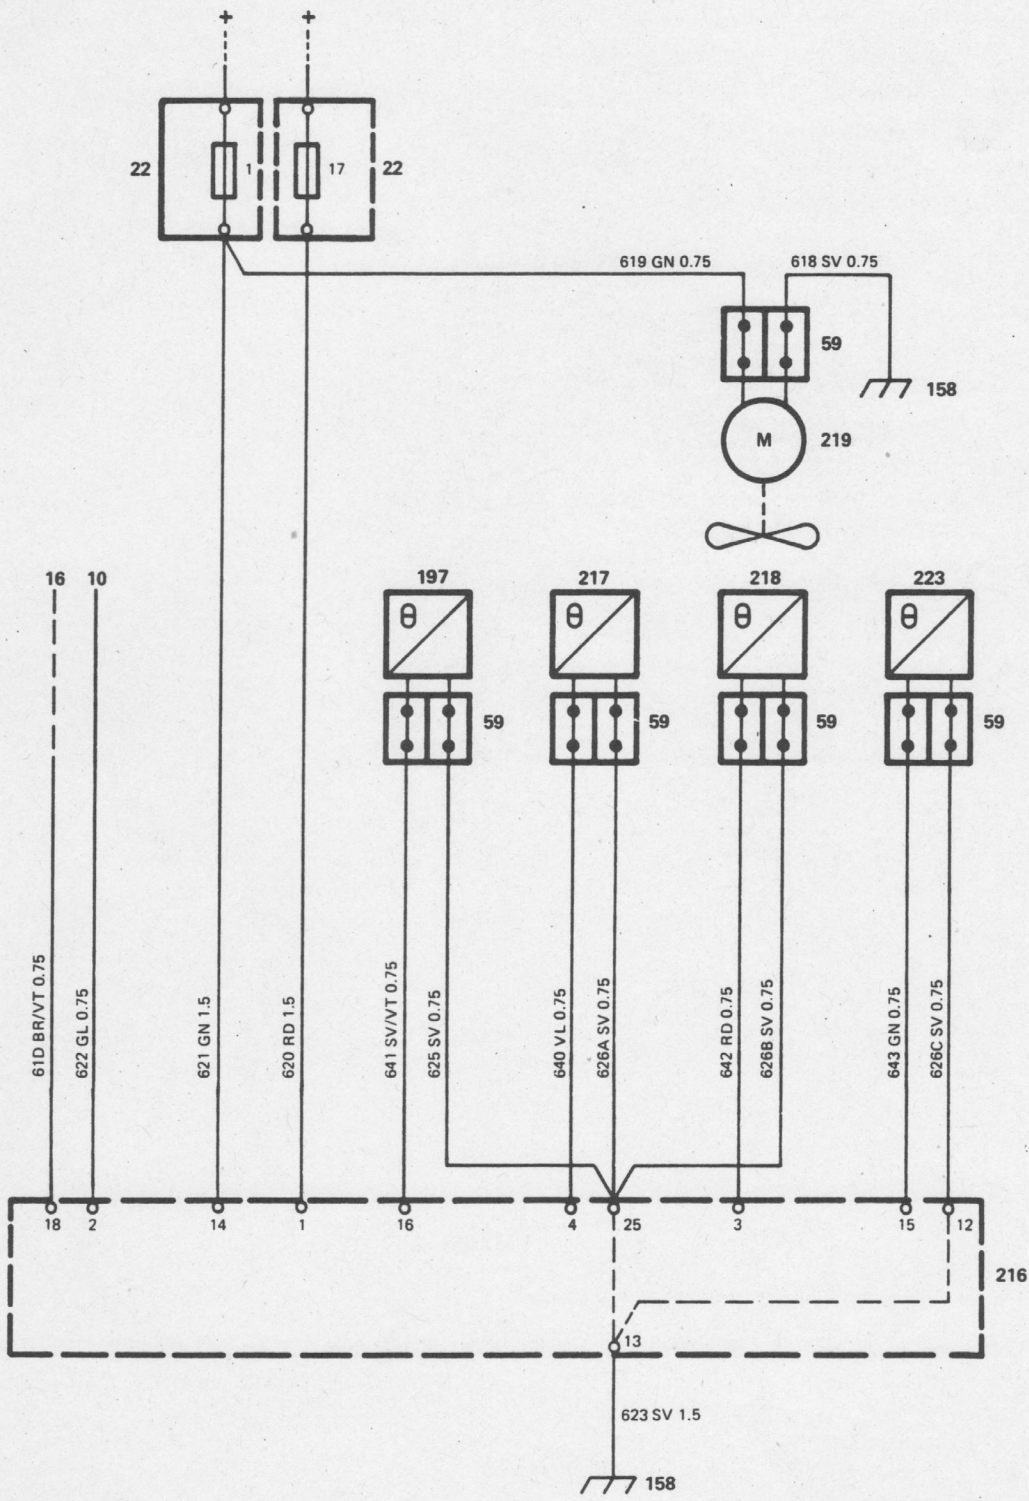 + +
22 1 17 22
619 GN 0.75 618 SV 0.75
59
158
M 219
16 10 197 217 218 223
θ θ θ θ
59 59 59 59
61D BR/VT 0.75
622 GL 0.75
621 GN 1.5
620 RD 1.5
641 SV/VT 0.75
625 SV 0.75
640 VL 0.75
626A SV 0.75
642 RD 0.75
626B SV 0.75
643 GN 0.75
626C SV 0.75
18 2 14 1 16 4 25 3 15 12
216
13
623 SV 1.5
158